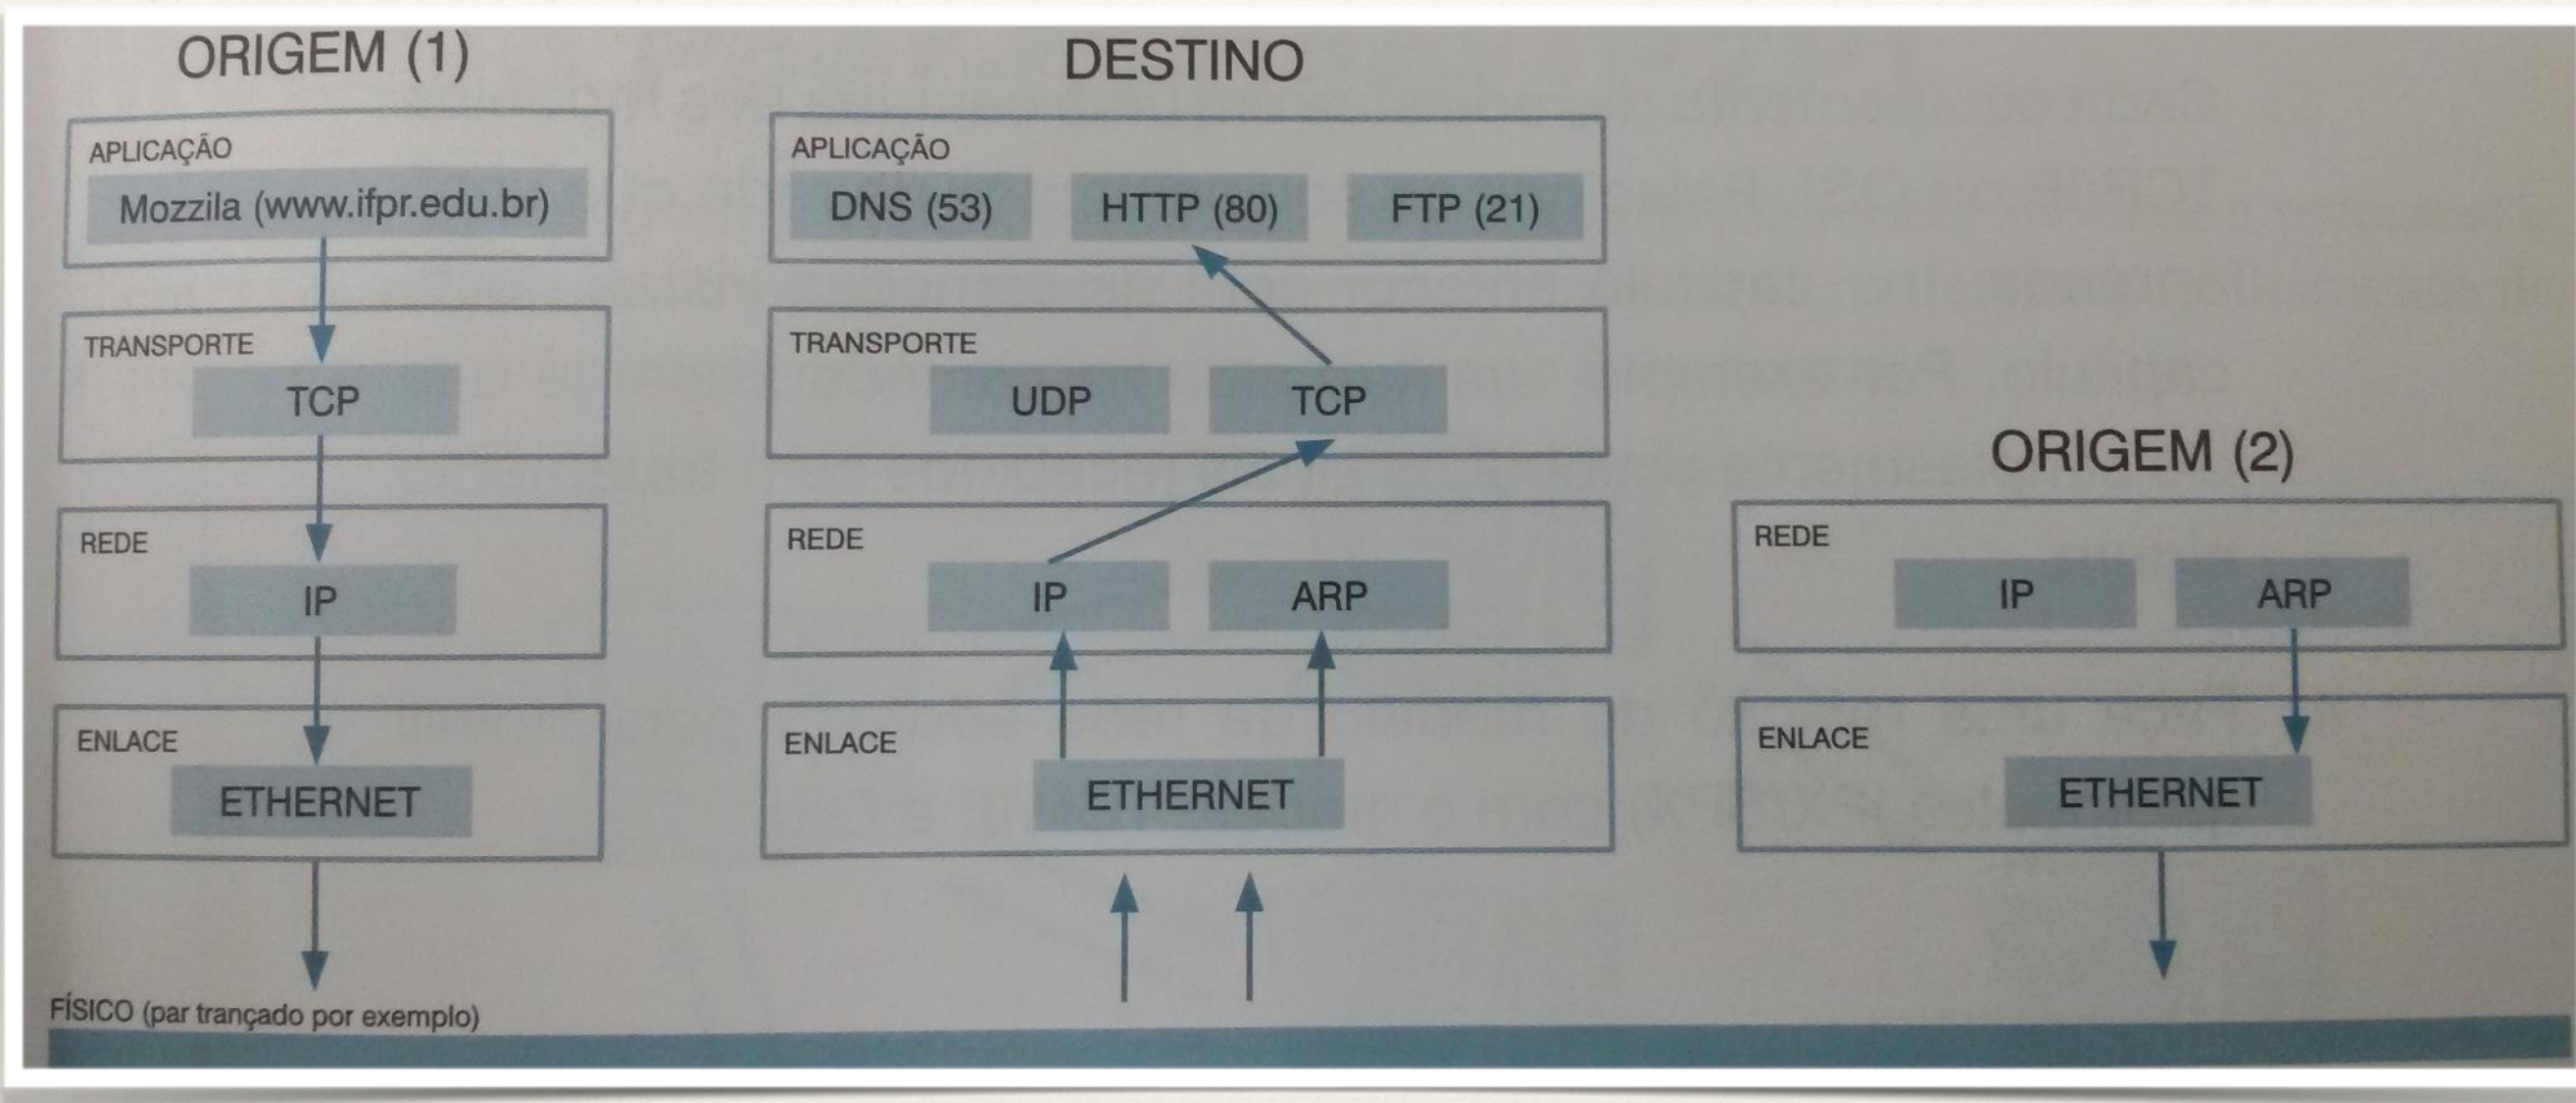 ORIGEM (1)
APLICAÇÃO
Mozzila (www.ifpr.edu.br)
TRANSPORTE
TCP
REDE
IP
ENLACE
ETHERNET
FÍSICO (par trançado por exemplo)
DESTINO
APLICAÇÃO
DNS (53)
HTTP (80)
FTP (21)
TRANSPORTE
UDP
TCP
REDE
IP
ARP
ENLACE
ETHERNET
ORIGEM (2)
REDE
IP
ARP
ENLACE
ETHERNET